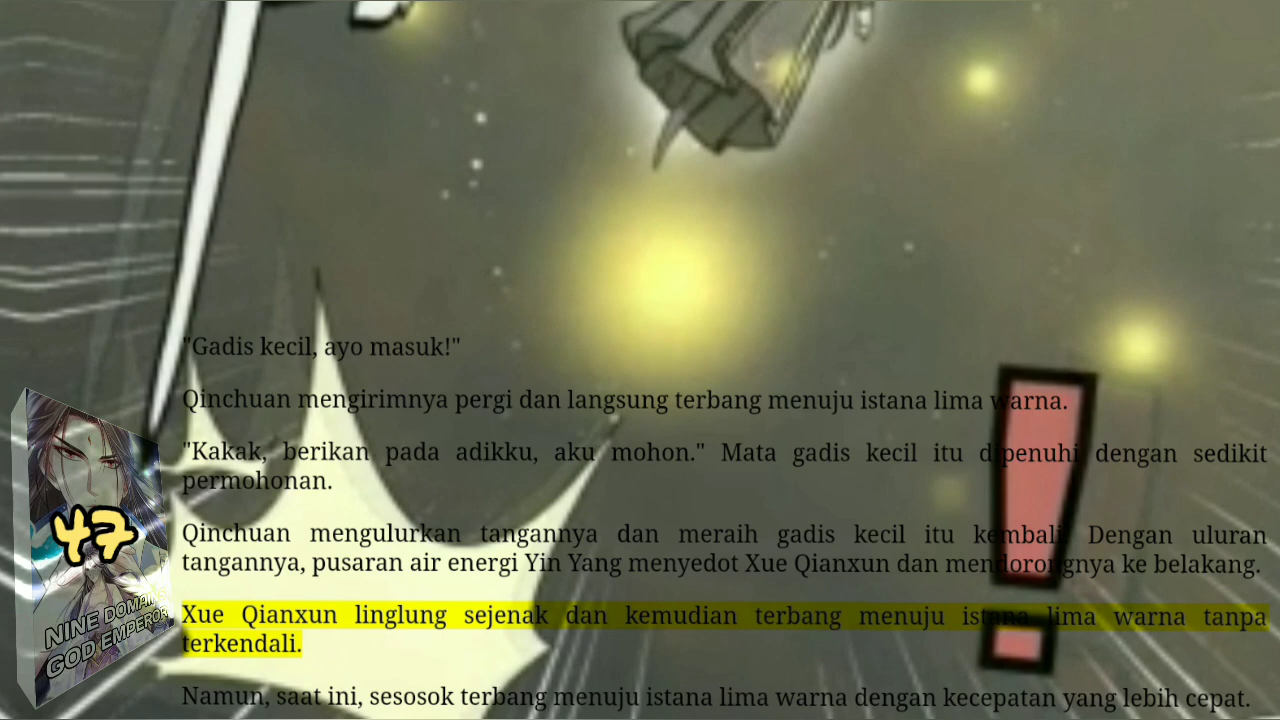 "Gadis kecil, ayo masuk!"
Qinchuan mengirimnya pergi dan langsung terbang menuju istana lima warna.
"Kakak, berikan pada adikku, aku mohon." Mata gadis kecil itu dipenuhi dengan sedikit
permohonan.
Qinchuan mengulurkan tangannya dan meraih gadis kecil itu kembali. Dengan uluran
tangannya, pusaran air energi Yin Yang menyedot Xue Qianxun dan mendorongnya ke belakang.
47
NINE DOMAINS
GOD EMPEROR
Xue Qianxun linglung sejenak dan kemudian terbang menuju istana lima warna tanpa
terkendali.
Namun, saat ini, sesosok terbang menuju istana lima warna dengan kecepatan yang lebih cepat.